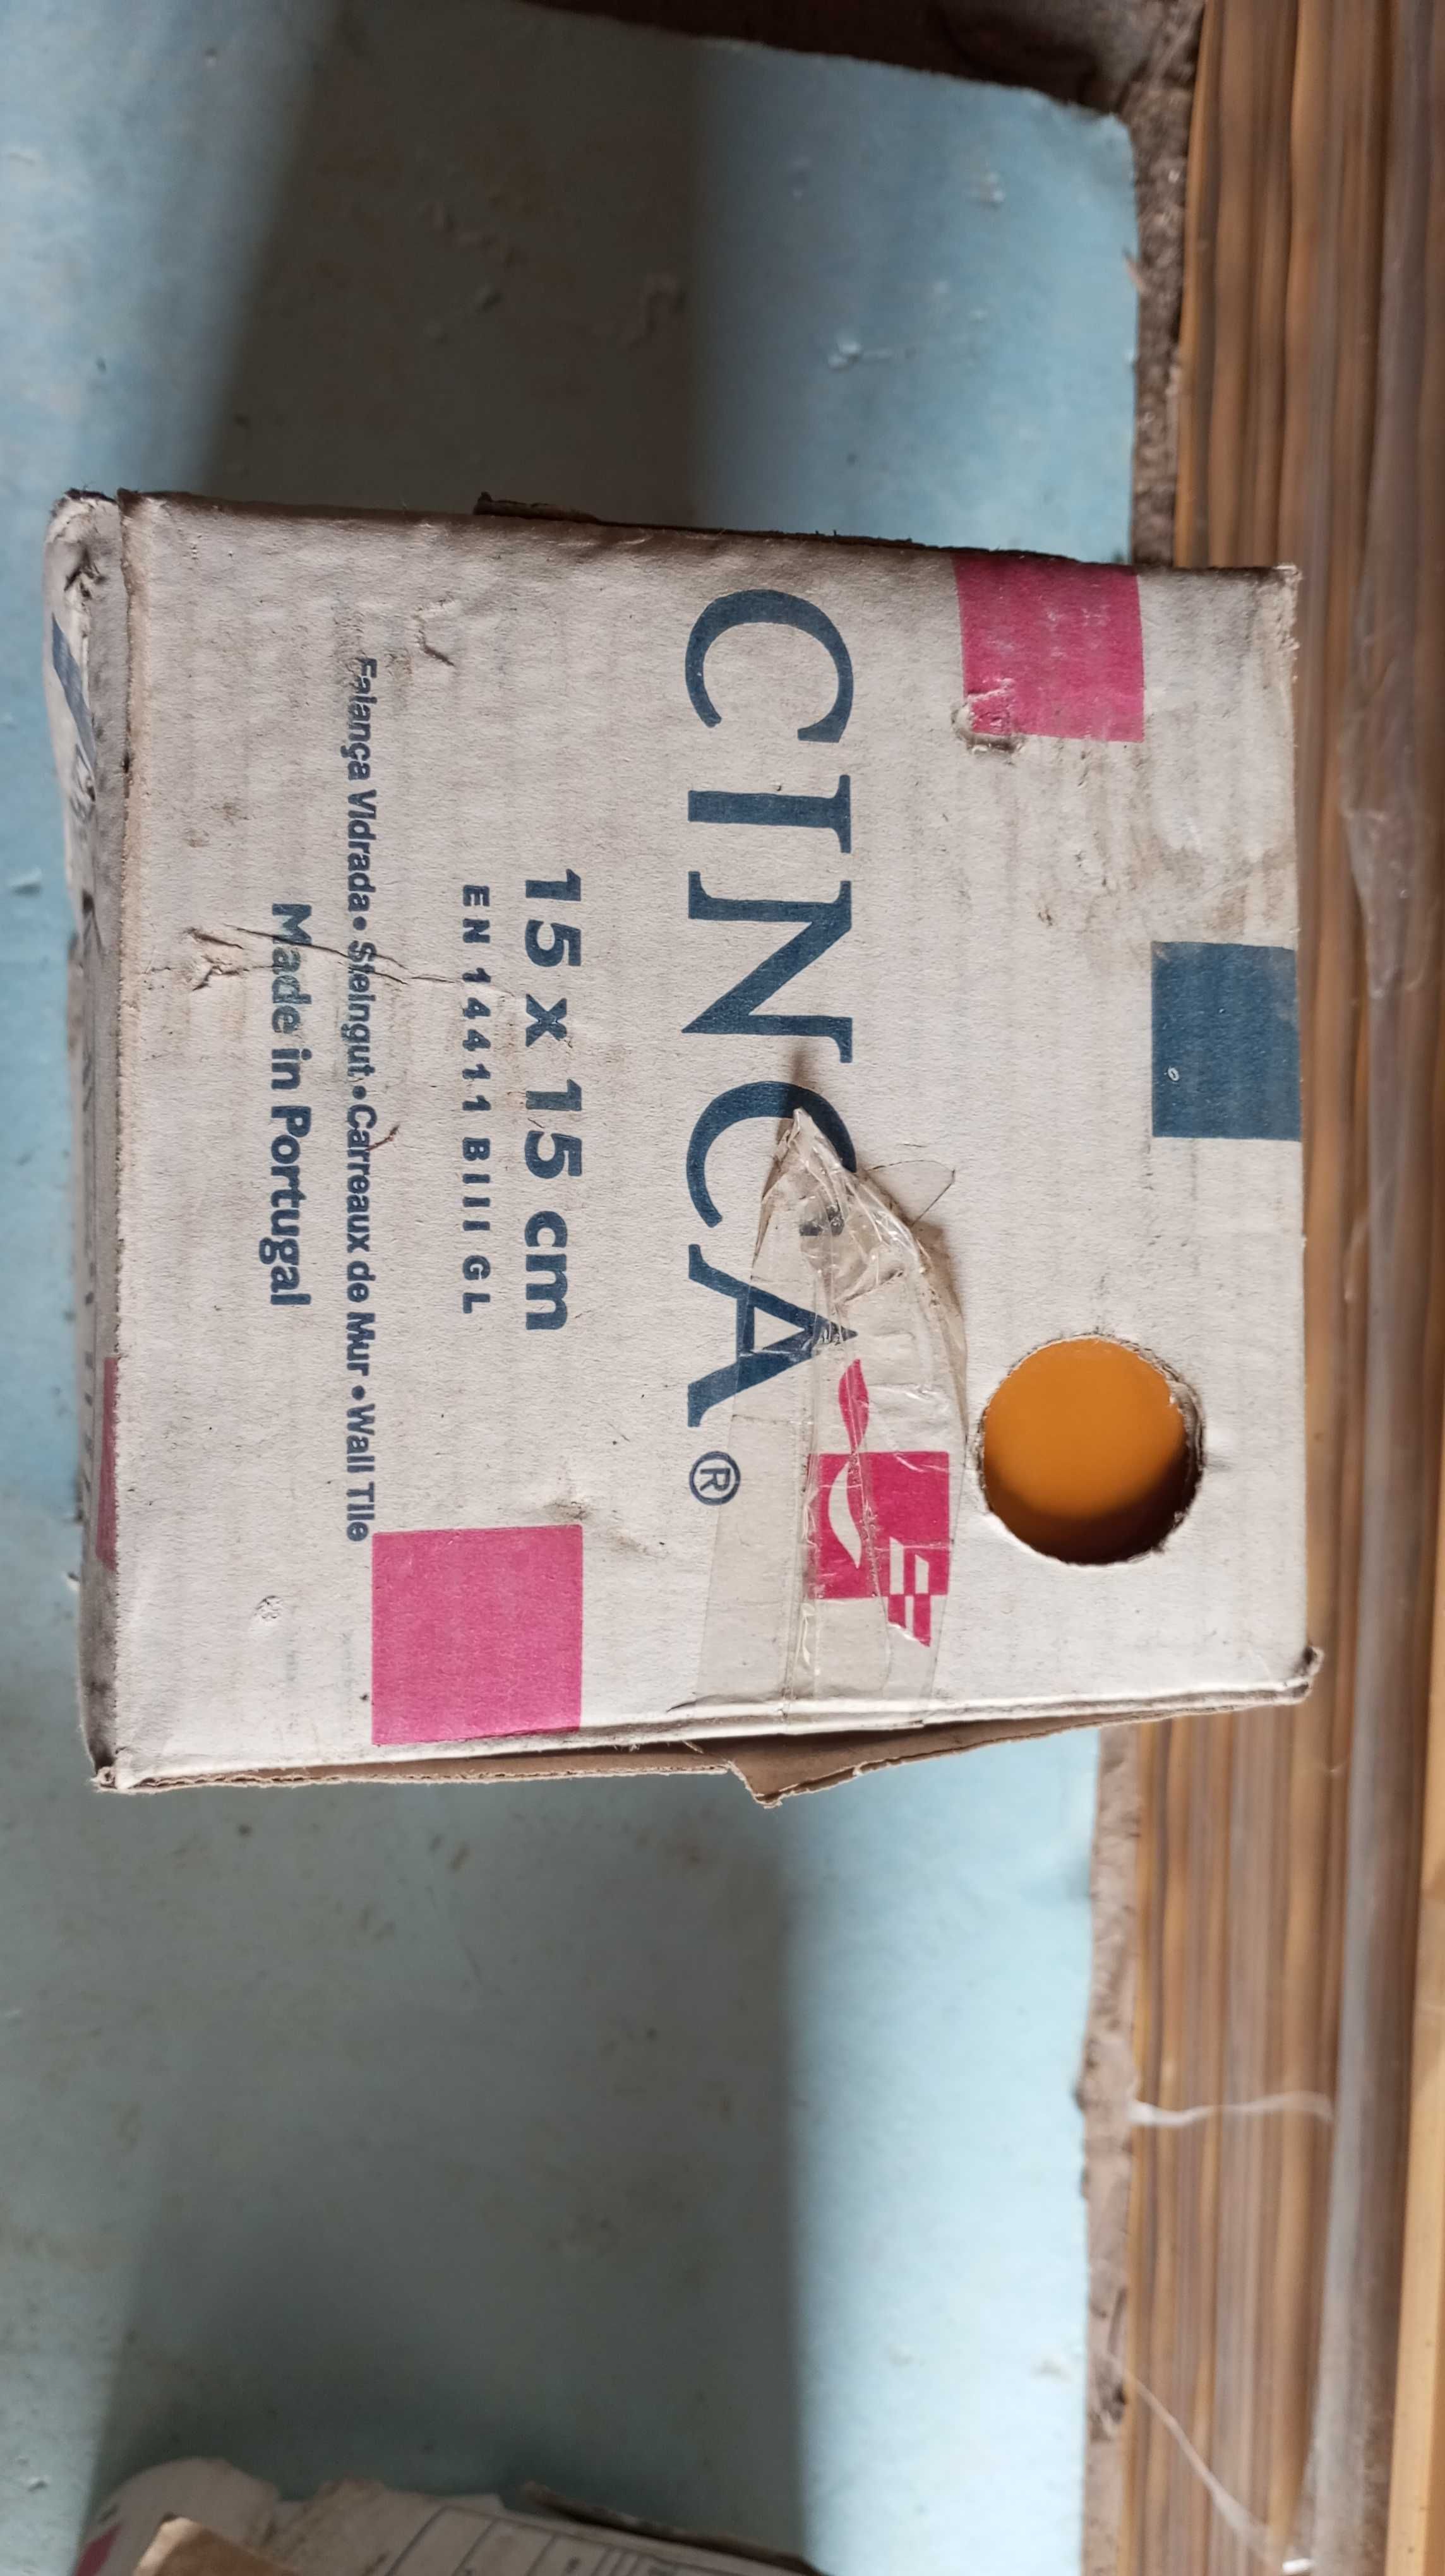 CINCA®
15 x 15 cm
EN 14411 BIII GL
Faiança Vidrada • Steingut • Carreaux de Mur • Wall Tile
Made in Portugal